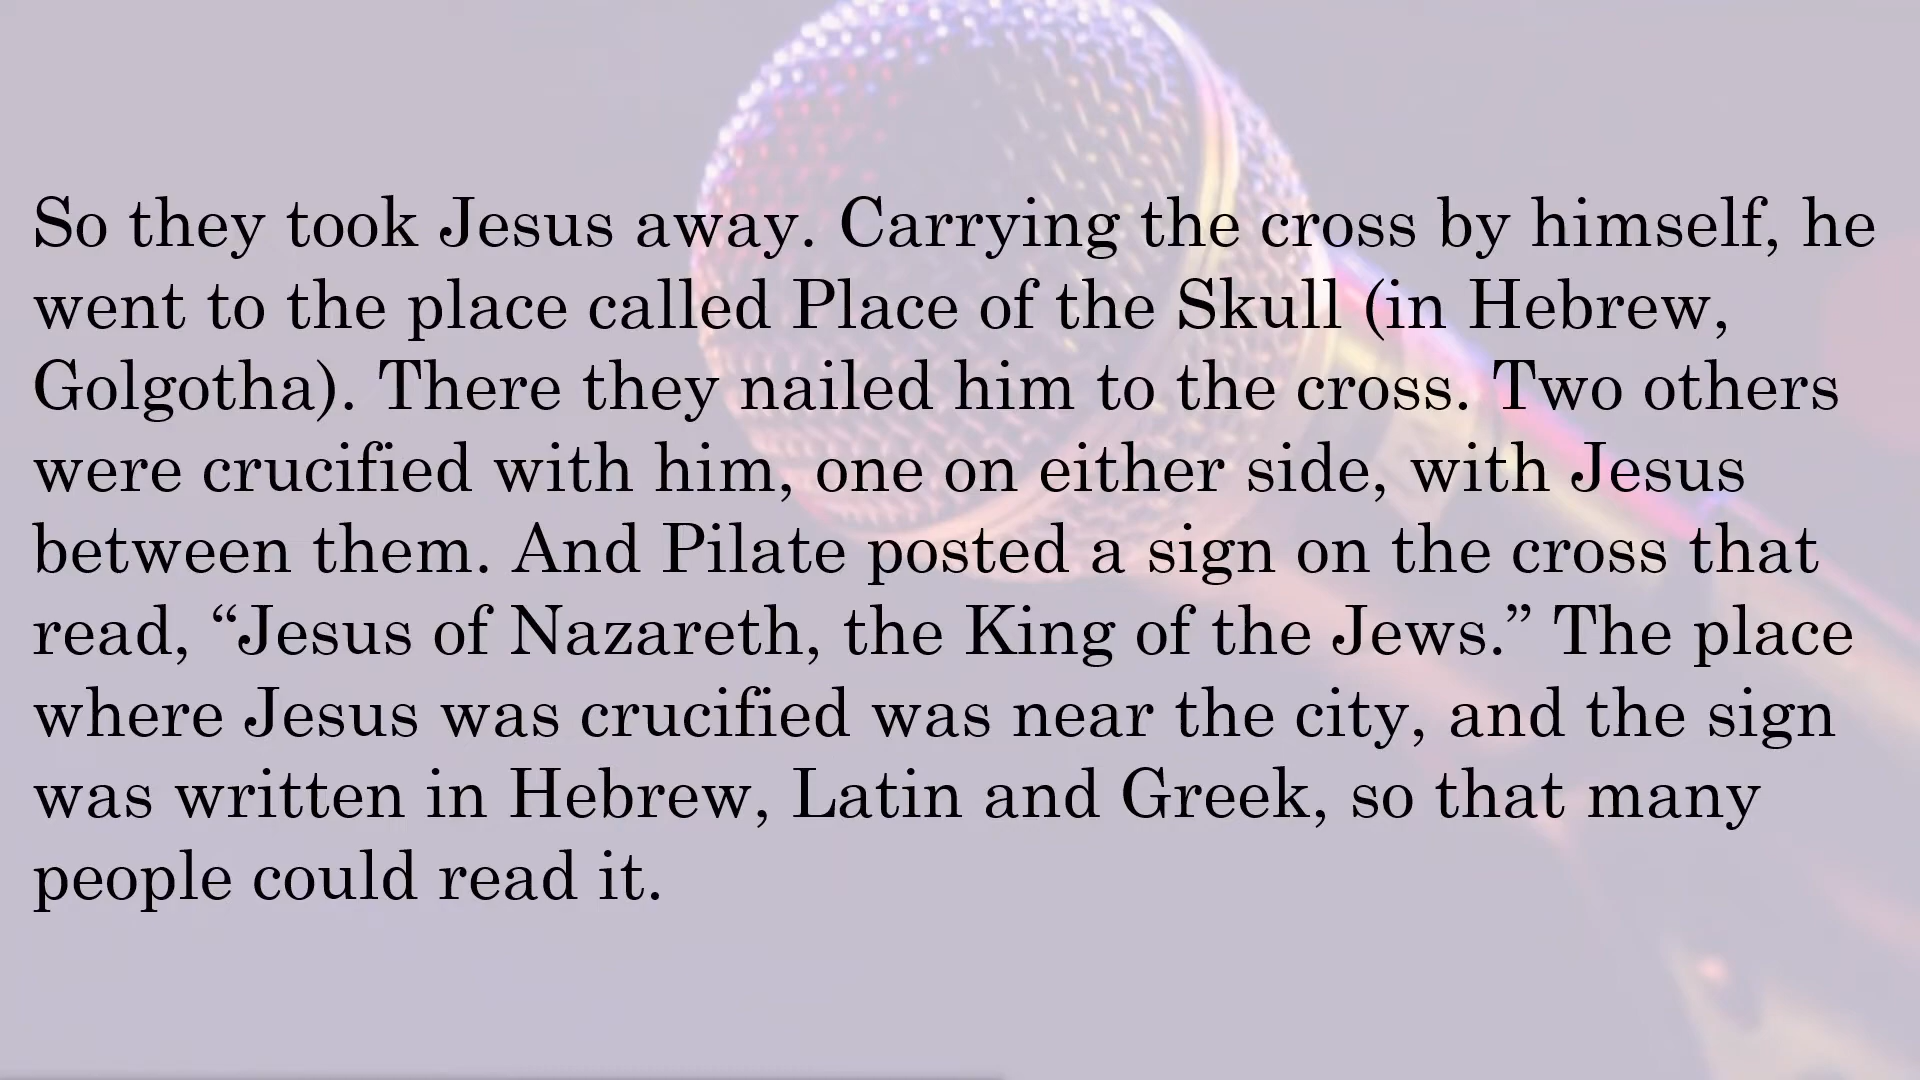 So they took Jesus away. Carrying the cross by himself, he
went to the place called Place of the Skull (in Hebrew,
Golgotha). There they nailed him to the cross. Two others
were crucified with him, one on either side, with Jesus
between them. And Pilate posted a sign on the cross that
read, “Jesus of Nazareth, the King of the Jews.” The place
where Jesus was crucified was near the city, and the sign
was written in Hebrew, Latin and Greek, so that many
people could read it.